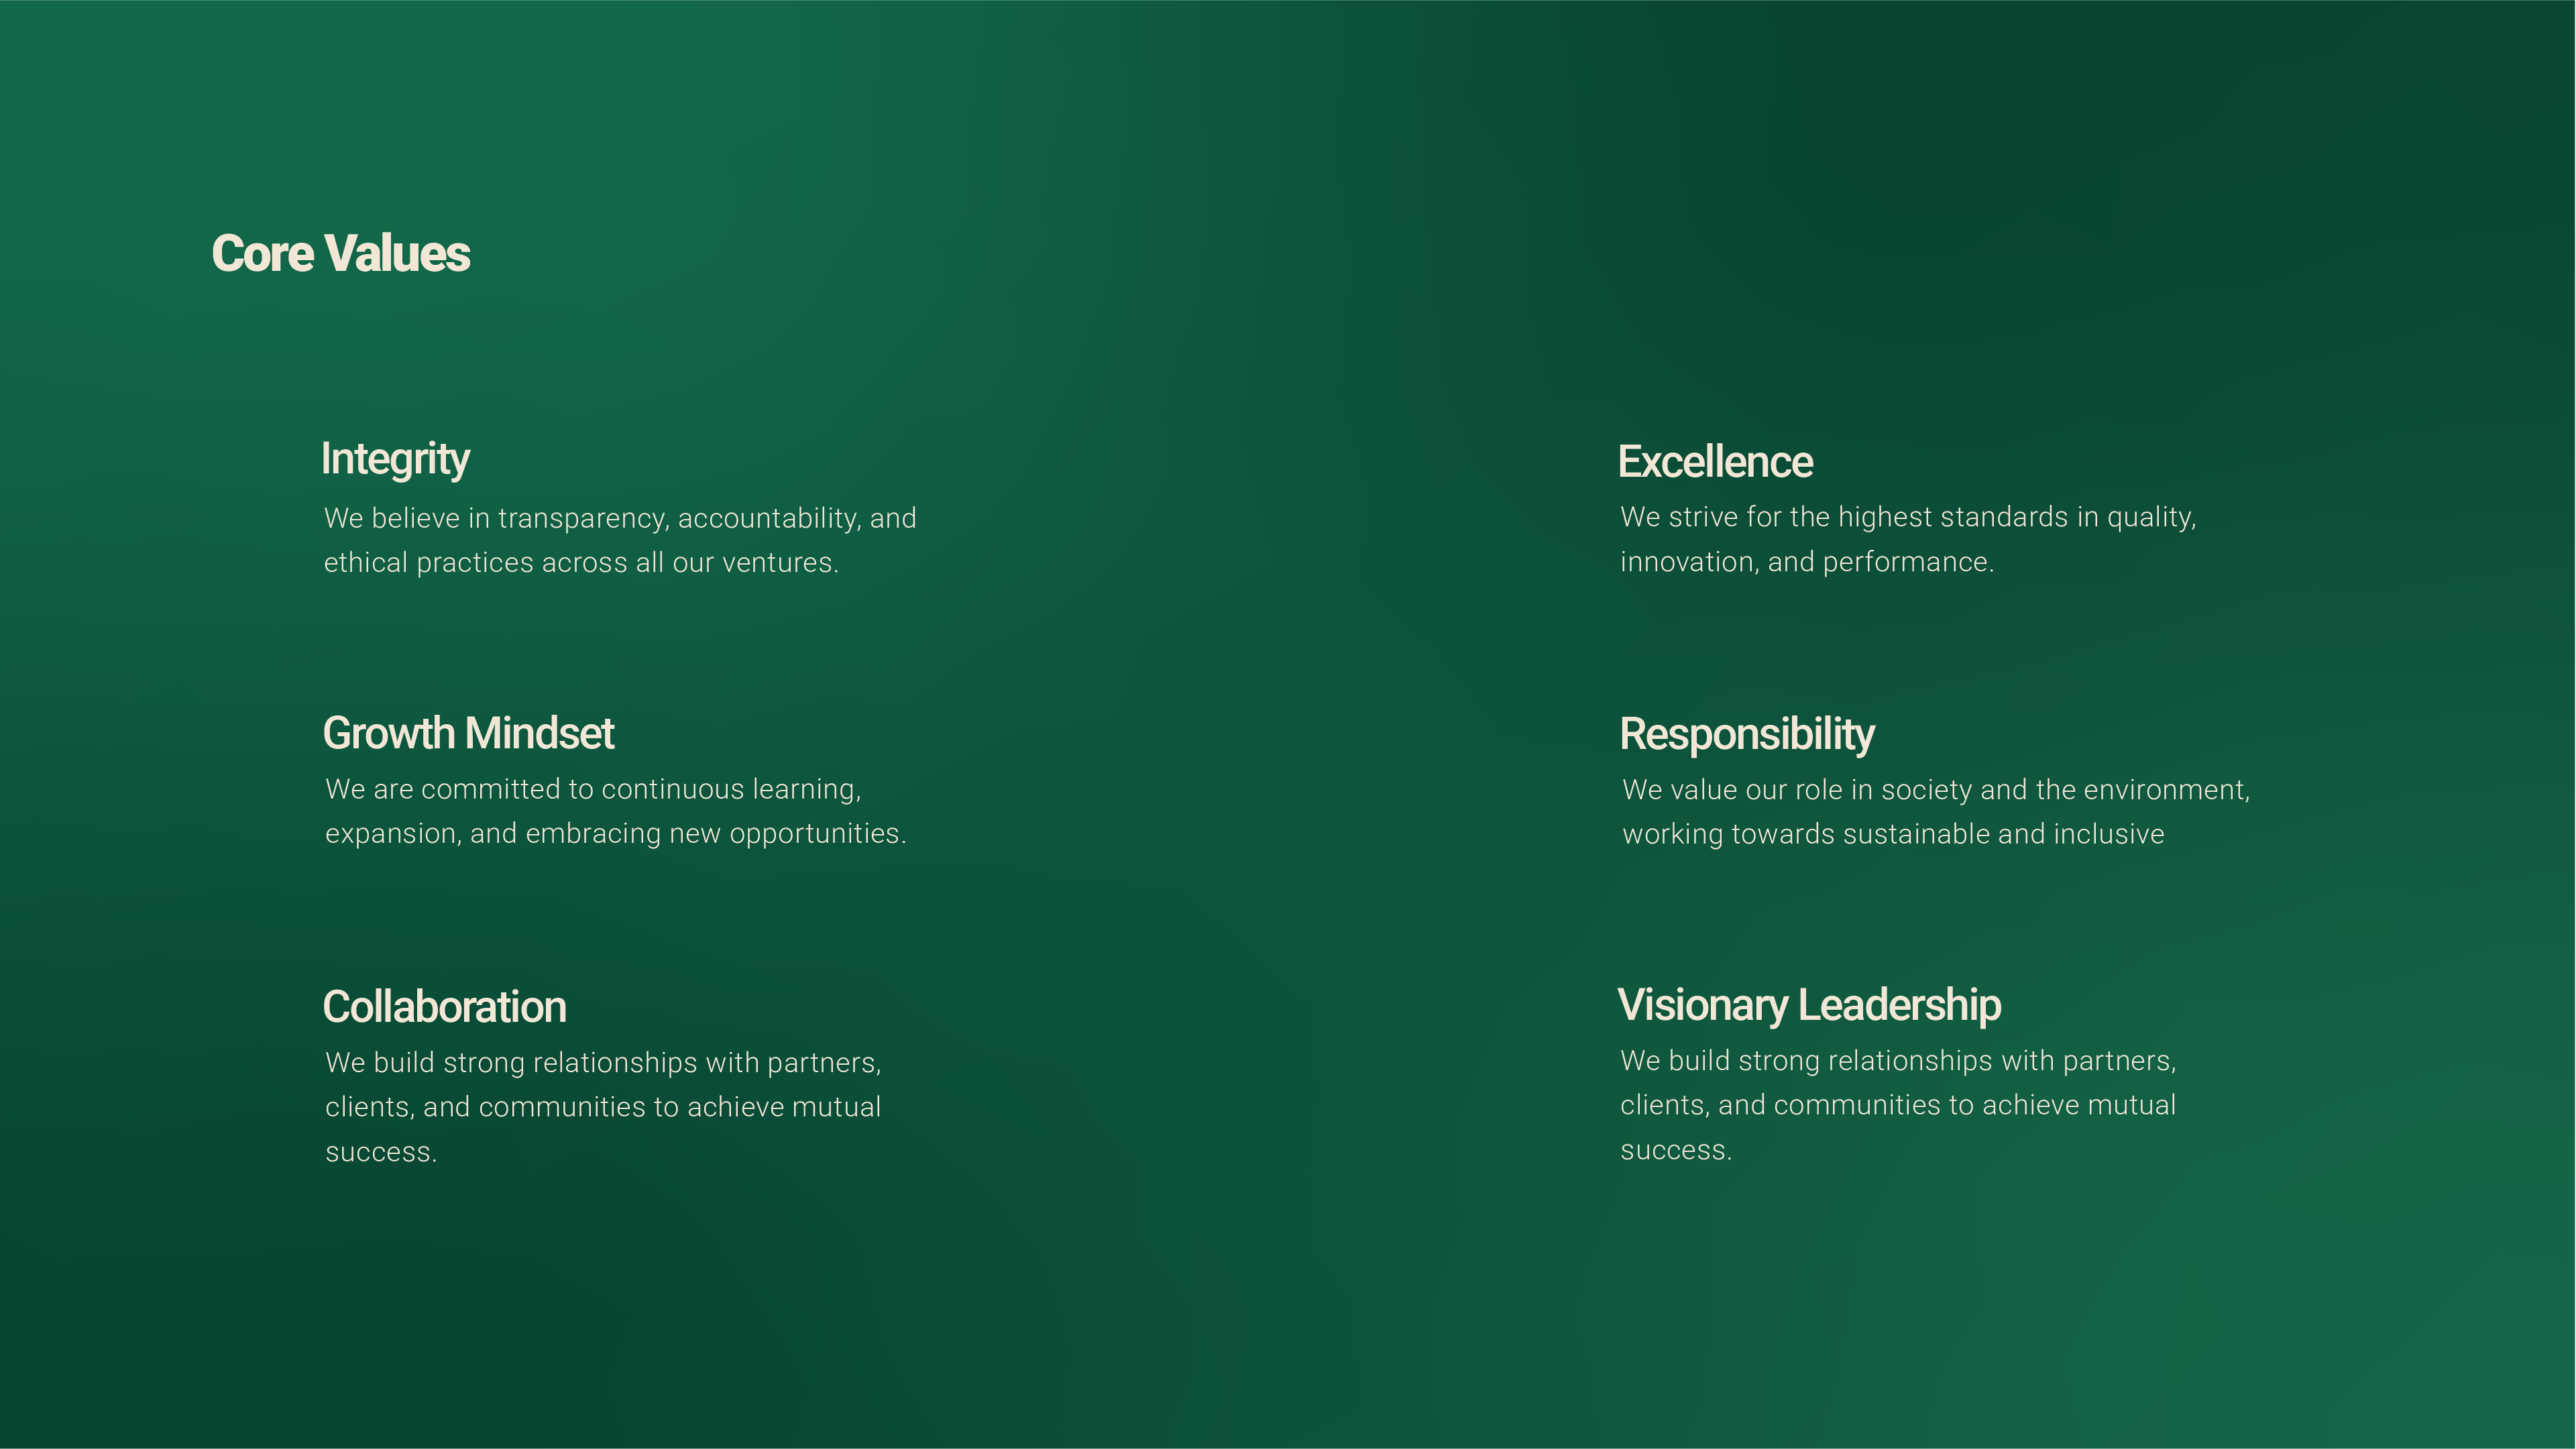 Core Values
Integrity
We believe in transparency, accountability, and
ethical practices across all our ventures.
Excellence
We strive for the highest standards in quality,
innovation, and performance.
Growth Mindset
We are committed to continuous learning,
expansion, and embracing new opportunities.
Responsibility
We value our role in society and the environment,
working towards sustainable and inclusive
Collaboration
We build strong relationships with partners,
clients, and communities to achieve mutual
success.
Visionary Leadership
We build strong relationships with partners,
clients, and communities to achieve mutual
success.